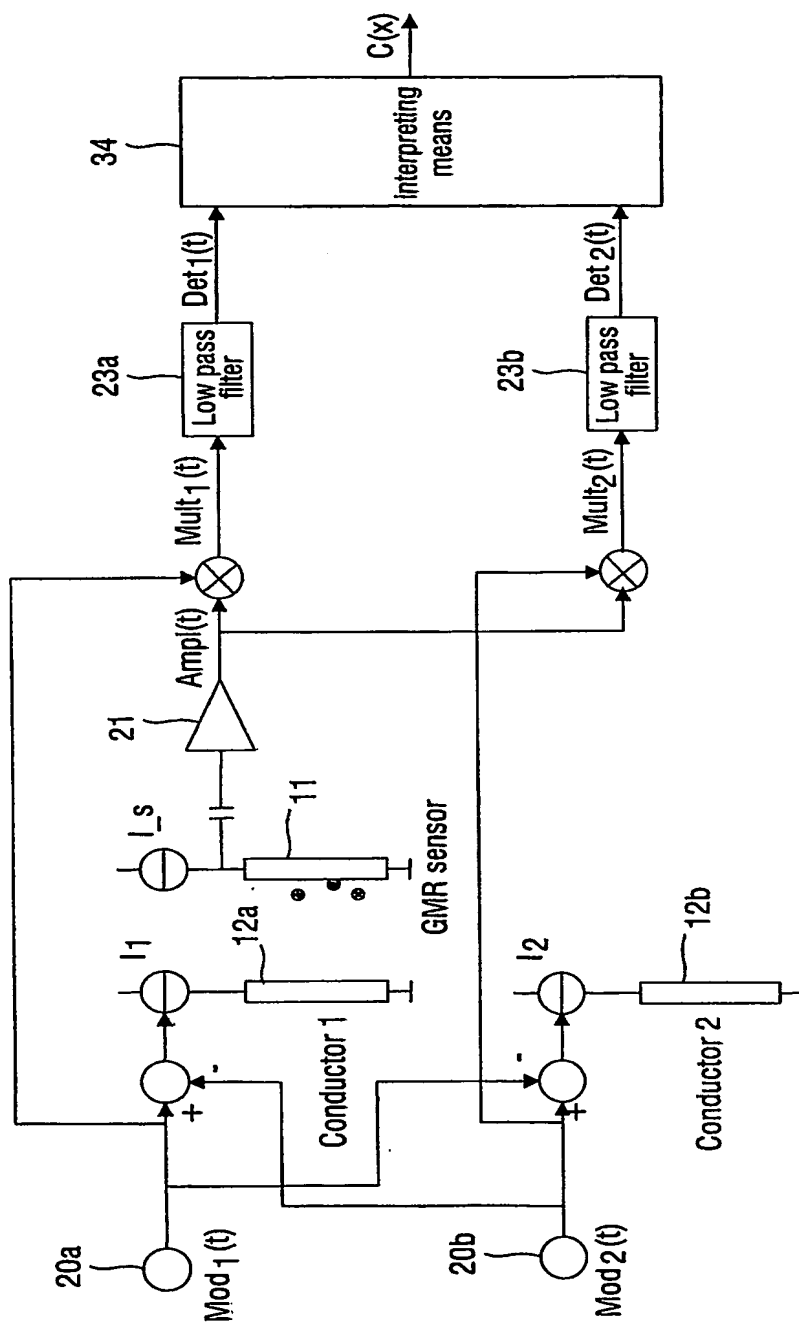 20a
Mod1(t)
+
-
I1
12a
Conductor 1
I_s
11
GMR sensor
21
Ampl(t)
Mult1(t)
23a
Low pass
filter
Det1(t)
34
Interpreting
means
C(x)
20b
Mod2(t)
+
-
I2
12b
Conductor 2
Mult2(t)
23b
Low pass
filter
Det2(t)